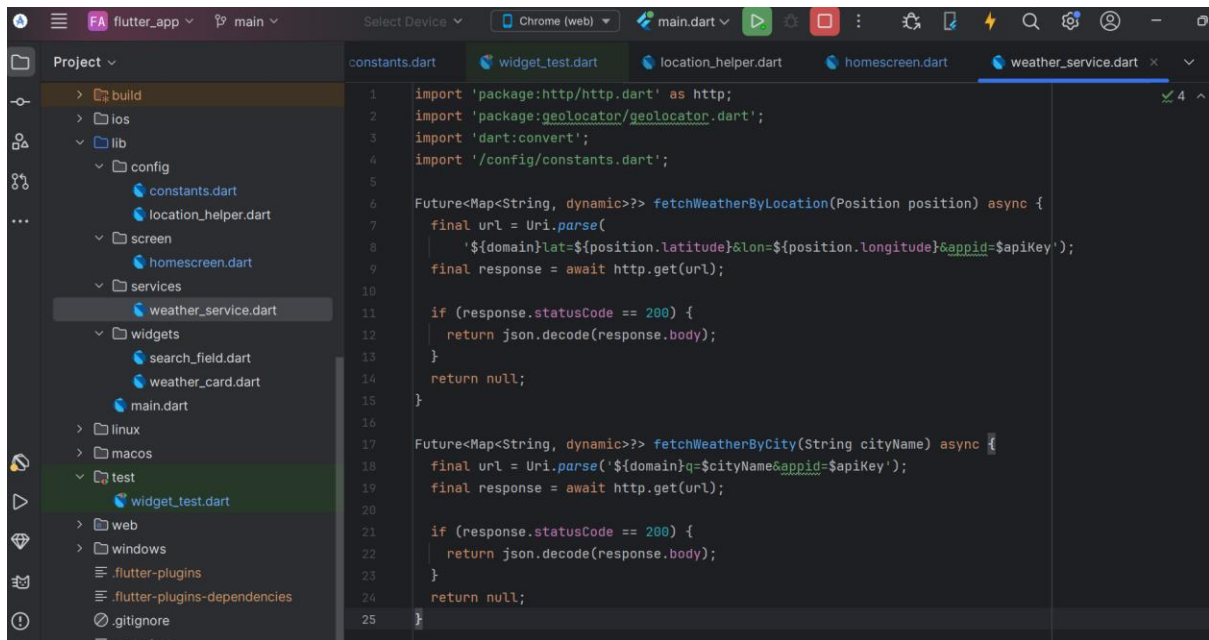 FA flutter_app main Select Device Chrome (web) main.dart
Project
constants.dart widget_test.dart location_helper.dart homescreen.dart weather_service.dart
build
ios
lib
config
constants.dart
location_helper.dart
screen
homescreen.dart
services
weather_service.dart
widgets
search_field.dart
weather_card.dart
main.dart
linux
macos
test
widget_test.dart
web
windows
.flutter-plugins
.flutter-plugins-dependencies
.gitignore
4
1 import 'package:http/http.dart' as http;
2 import 'package:geolocator/geolocator.dart';
3 import 'dart:convert';
4 import '/config/constants.dart';
5
6 Future<Map<String, dynamic>?> fetchWeatherByLocation(Position position) async {
7 final url = Uri.parse(
8 '${domain}lat=${position.latitude}&lon=${position.longitude}&appid=$apiKey');
9 final response = await http.get(url);
10
11 if (response.statusCode == 200) {
12 return json.decode(response.body);
13 }
14 return null;
15 }
16
17 Future<Map<String, dynamic>?> fetchWeatherByCity(String cityName) async {
18 final url = Uri.parse('${domain}q=$cityName&appid=$apiKey');
19 final response = await http.get(url);
20
21 if (response.statusCode == 200) {
22 return json.decode(response.body);
23 }
24 return null;
25 }